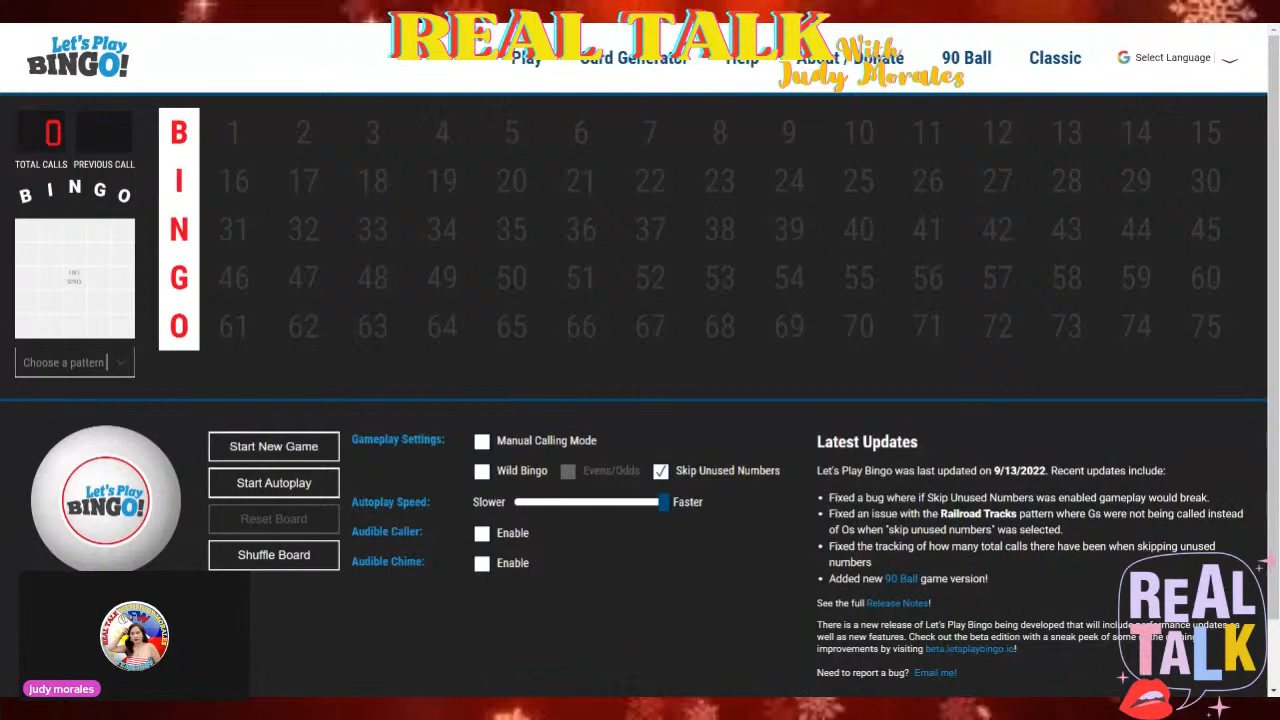 REAL TALK
With
Judy Morales
Let's Play
BINGO!
Play
Card Generator
Help
About / Donate
90 Ball
Classic
Select Language
0
TOTAL CALLS PREVIOUS CALL
B I N G O
Choose a pattern
B 1 2 3 4 5 6 7 8 9 10 11 12 13 14 15
I 16 17 18 19 20 21 22 23 24 25 26 27 28 29 30
N 31 32 33 34 35 36 37 38 39 40 41 42 43 44 45
G 46 47 48 49 50 51 52 53 54 55 56 57 58 59 60
O 61 62 63 64 65 66 67 68 69 70 71 72 73 74 75
Let's Play
BINGO!
Start New Game
Start Autoplay
Reset Board
Shuffle Board
Gameplay Settings:
Manual Calling Mode
Wild Bingo Evens/Odds Skip Unused Numbers
Autoplay Speed: Slower Faster
Audible Caller: Enable
Audible Chime: Enable
Latest Updates
Let's Play Bingo was last updated on 9/13/2022. Recent updates include:
• Fixed a bug where if Skip Unused Numbers was enabled gameplay would break.
• Fixed an issue with the Railroad Tracks pattern where Gs were not being called instead
of Os when "skip unused numbers" was selected.
• Fixed the tracking of how many total calls there have been when skipping unused
numbers
• Added new 90 Ball game version!
See the full Release Notes!
There is a new release of Let's Play Bingo being developed that will include performance updates as
well as new features. Check out the beta edition with a sneak peek of some of the
improvements by visiting beta.letsplaybingo.io!
Need to report a bug? Email me!
REAL
TALK
judy morales